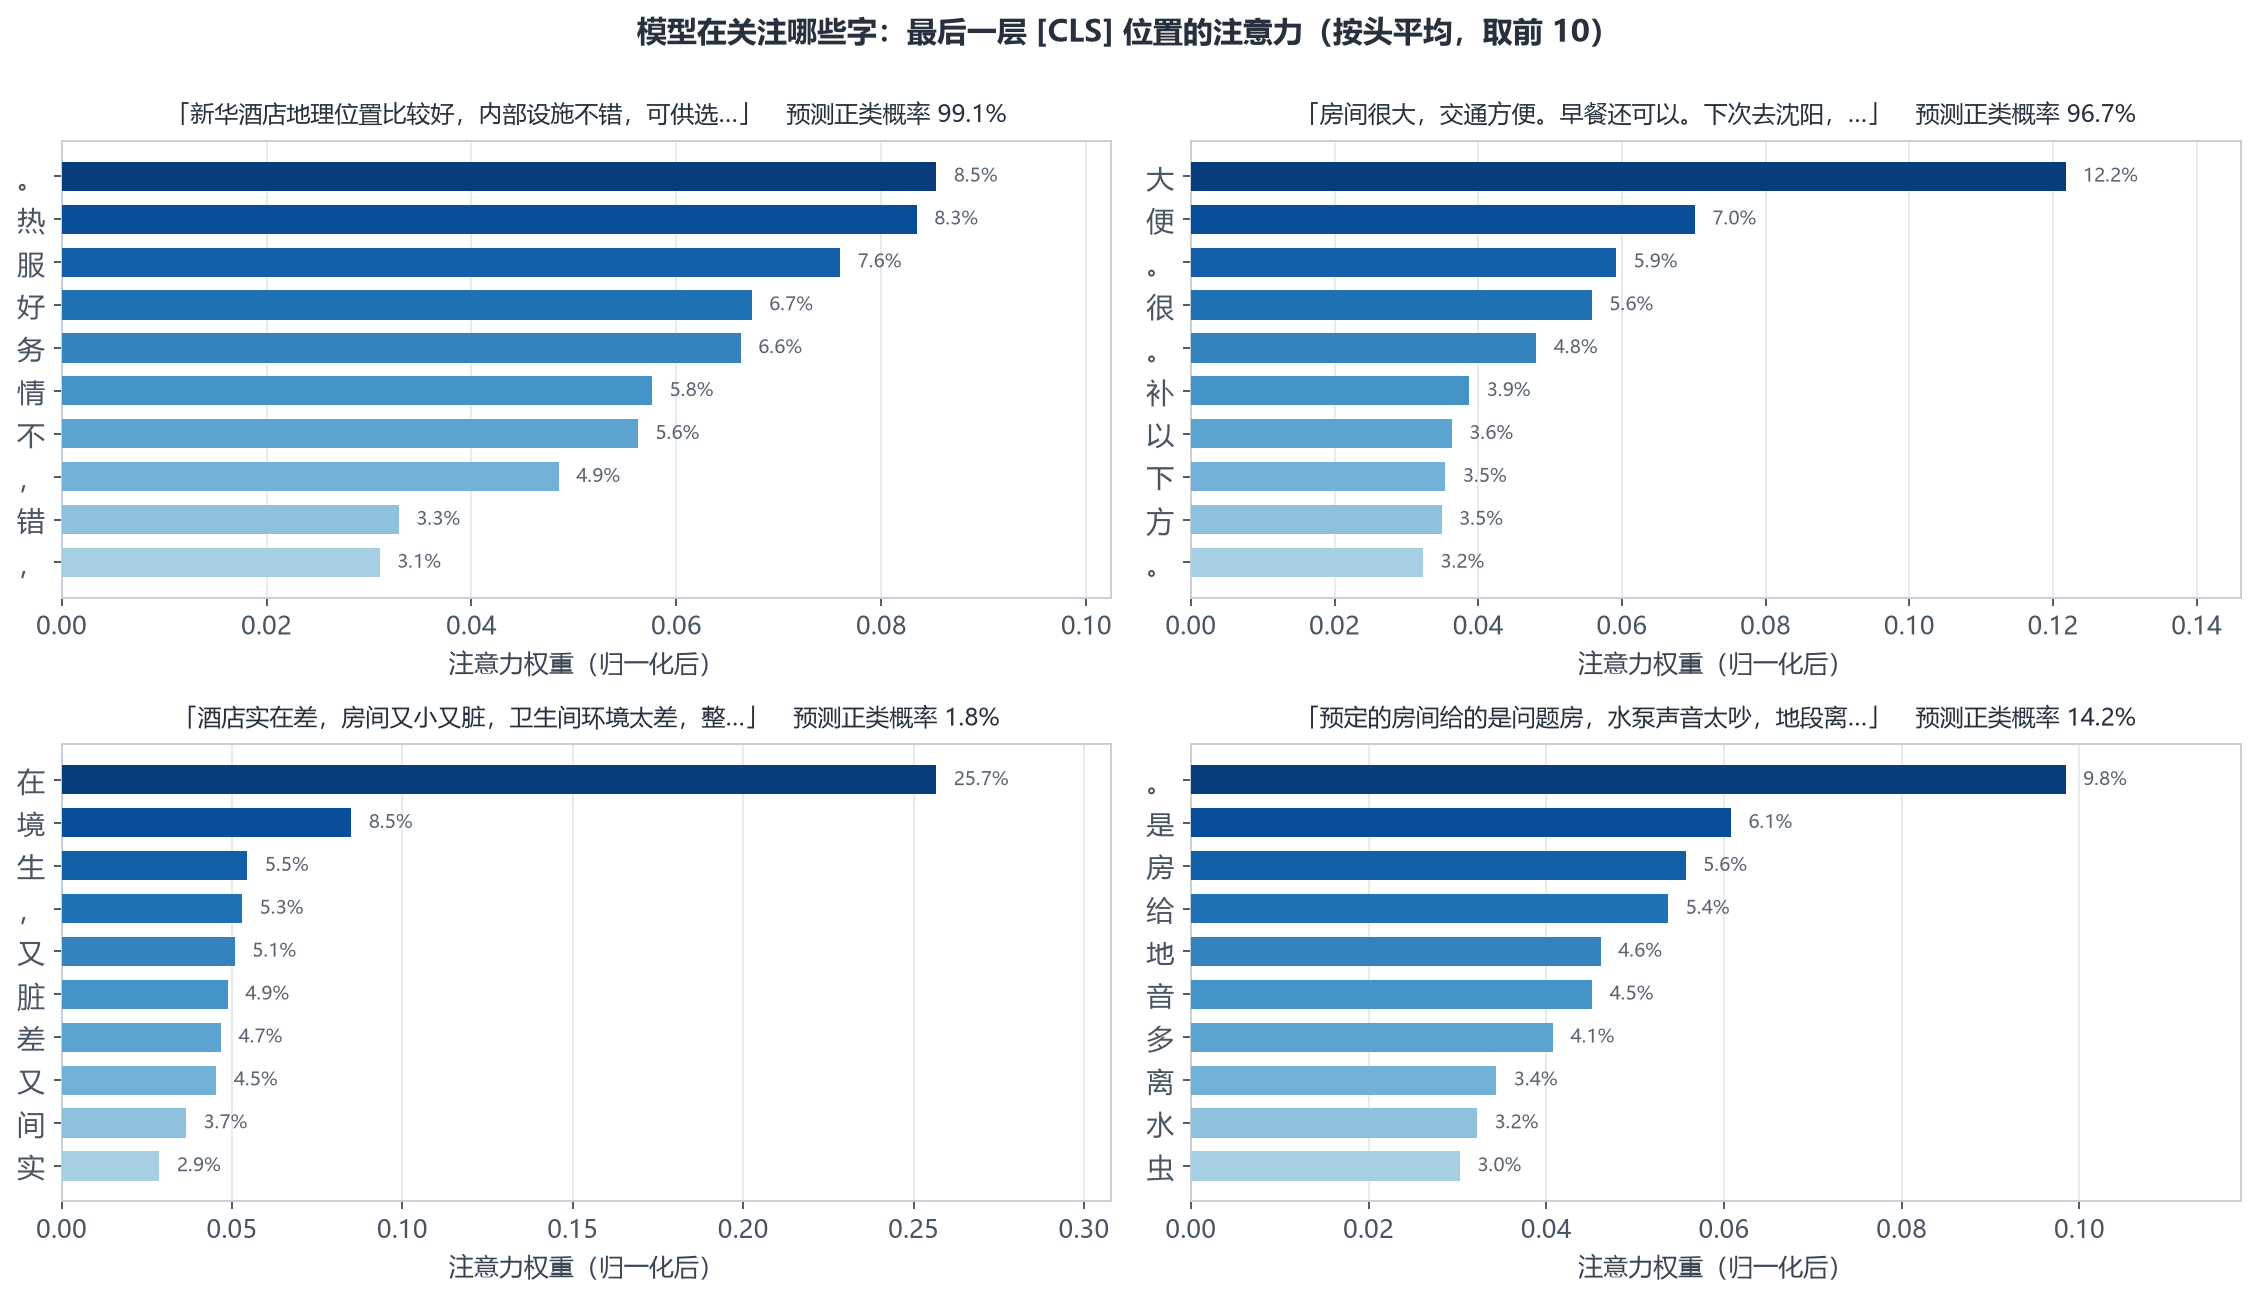 模型在关注哪些字：最后一层 [CLS] 位置的注意力（按头平均，取前 10）
「新华酒店地理位置比较好，内部设施不错，可供选…」 预测正类概率 99.1%
。 8.5%
热 8.3%
服 7.6%
好 6.7%
务 6.6%
情 5.8%
不 5.6%
， 4.9%
错 3.3%
， 3.1%
0.00 0.02 0.04 0.06 0.08 0.10
注意力权重（归一化后）
「房间很大，交通方便。早餐还可以。下次去沈阳，…」 预测正类概率 96.7%
大 12.2%
便 7.0%
。 5.9%
很 5.6%
。 4.8%
补 3.9%
以 3.6%
下 3.5%
方 3.5%
。 3.2%
0.00 0.02 0.04 0.06 0.08 0.10 0.12 0.14
注意力权重（归一化后）
「酒店实在差，房间又小又脏，卫生间环境太差，整…」 预测正类概率 1.8%
在 25.7%
境 8.5%
生 5.5%
， 5.3%
又 5.1%
脏 4.9%
差 4.7%
又 4.5%
间 3.7%
实 2.9%
0.00 0.05 0.10 0.15 0.20 0.25 0.30
注意力权重（归一化后）
「预定的房间给的是问题房，水泵声音太吵，地段离…」 预测正类概率 14.2%
。 9.8%
是 6.1%
房 5.6%
给 5.4%
地 4.6%
音 4.5%
多 4.1%
离 3.4%
水 3.2%
虫 3.0%
0.00 0.02 0.04 0.06 0.08 0.10
注意力权重（归一化后）